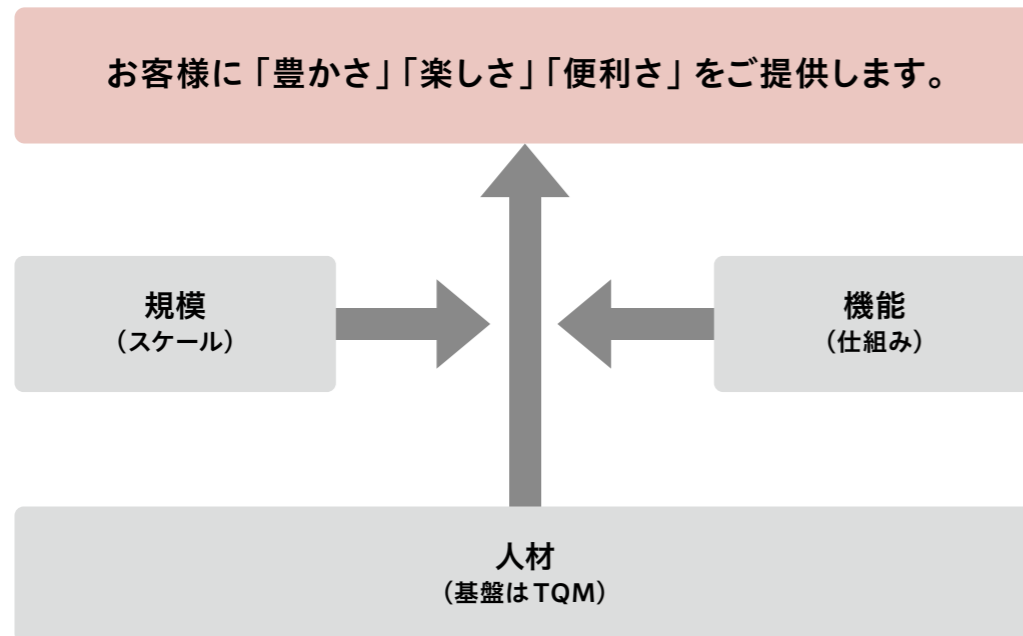 お客様に「豊かさ」「楽しさ」「便利さ」をご提供します。
規模
（スケール）
機能
（仕組み）
人材
（基盤はTQM）